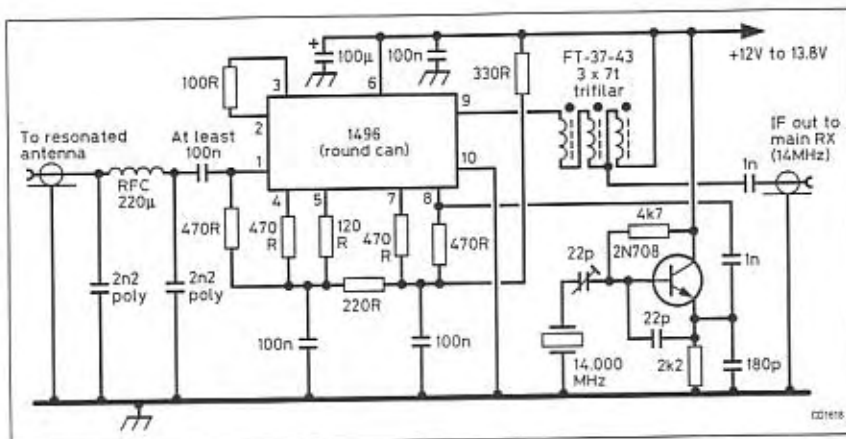 100R
3
2
+
100µ
100n
6
330R
FT-37-43
3 x 7t
trifilar
+12V to 13.8V
To resonated
antenna
At least
100n
1
1496
(round can)
9
10
IF out to
main RX
(14MHz)
1n
RFC
220µ
4
5
7
8
470R
470
R
120
R
470
R
470R
4k7
2N708
22p
1n
2n2
poly
2n2
poly
220R
22p
100n
100n
14.000
MHz
2k2
180p